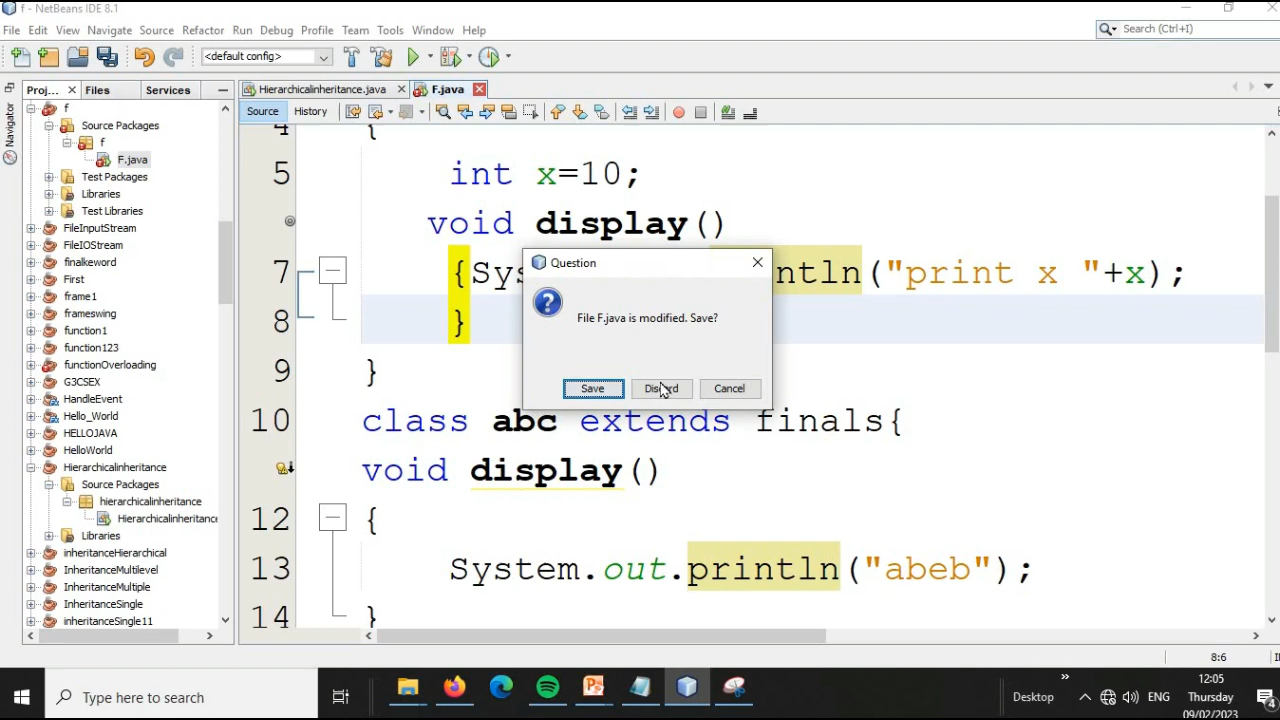 f - NetBeans IDE 8.1
File Edit View Navigate Source Refactor Run Debug Profile Team Tools Window Help
Search (Ctrl+I)
<default config>
Proj... Files Services
HierarchicalInheritance.java F.java
Navigator
Source History
f
Source Packages
f
F.java
Test Packages
Libraries
Test Libraries
FileInputStream
FileIOStream
finalkeword
First
frame1
frameswing
function1
function123
functionOverloading
G3CSEX
HandleEvent
Hello_World
HELLOJAVA
HelloWorld
HierarchicalInheritance
Source Packages
hierarchicalinheritance
HierarchicalInheritance
Libraries
inheritanceHierarchical
InheritanceMultilevel
InheritanceMultiple
InheritanceSingle
inheritanceSingle11
4 {
5 int x=10;
void display()
7 {Sys ntln("print x "+x);
8 }
9 }
10 class abc extends finals{
void display()
12 {
13 System.out.println("abeb");
14 }
Question
File F.java is modified. Save?
Save Discard Cancel
8:6
Type here to search
Desktop
ENG
12:05
Thursday
09/02/2023
4